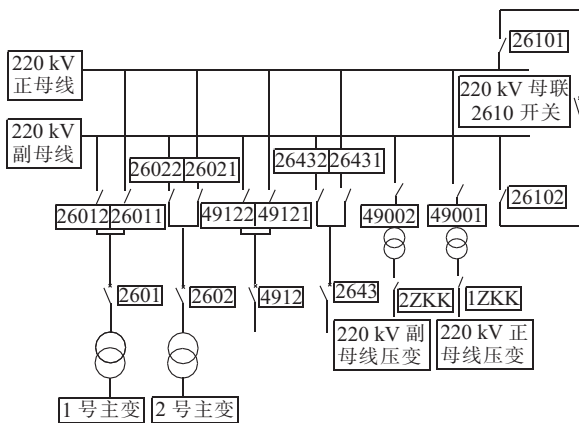 26101
220 kV
正母线
220 kV 母联
2610 开关
220 kV
副母线
26022 26021
26432 26431
26012 26011
49122 49121
49002
49001
26102
2601
2602
4912
2643
2ZKK
1ZKK
220 kV 副
母线压变
220 kV 正
母线压变
1 号主变
2 号主变